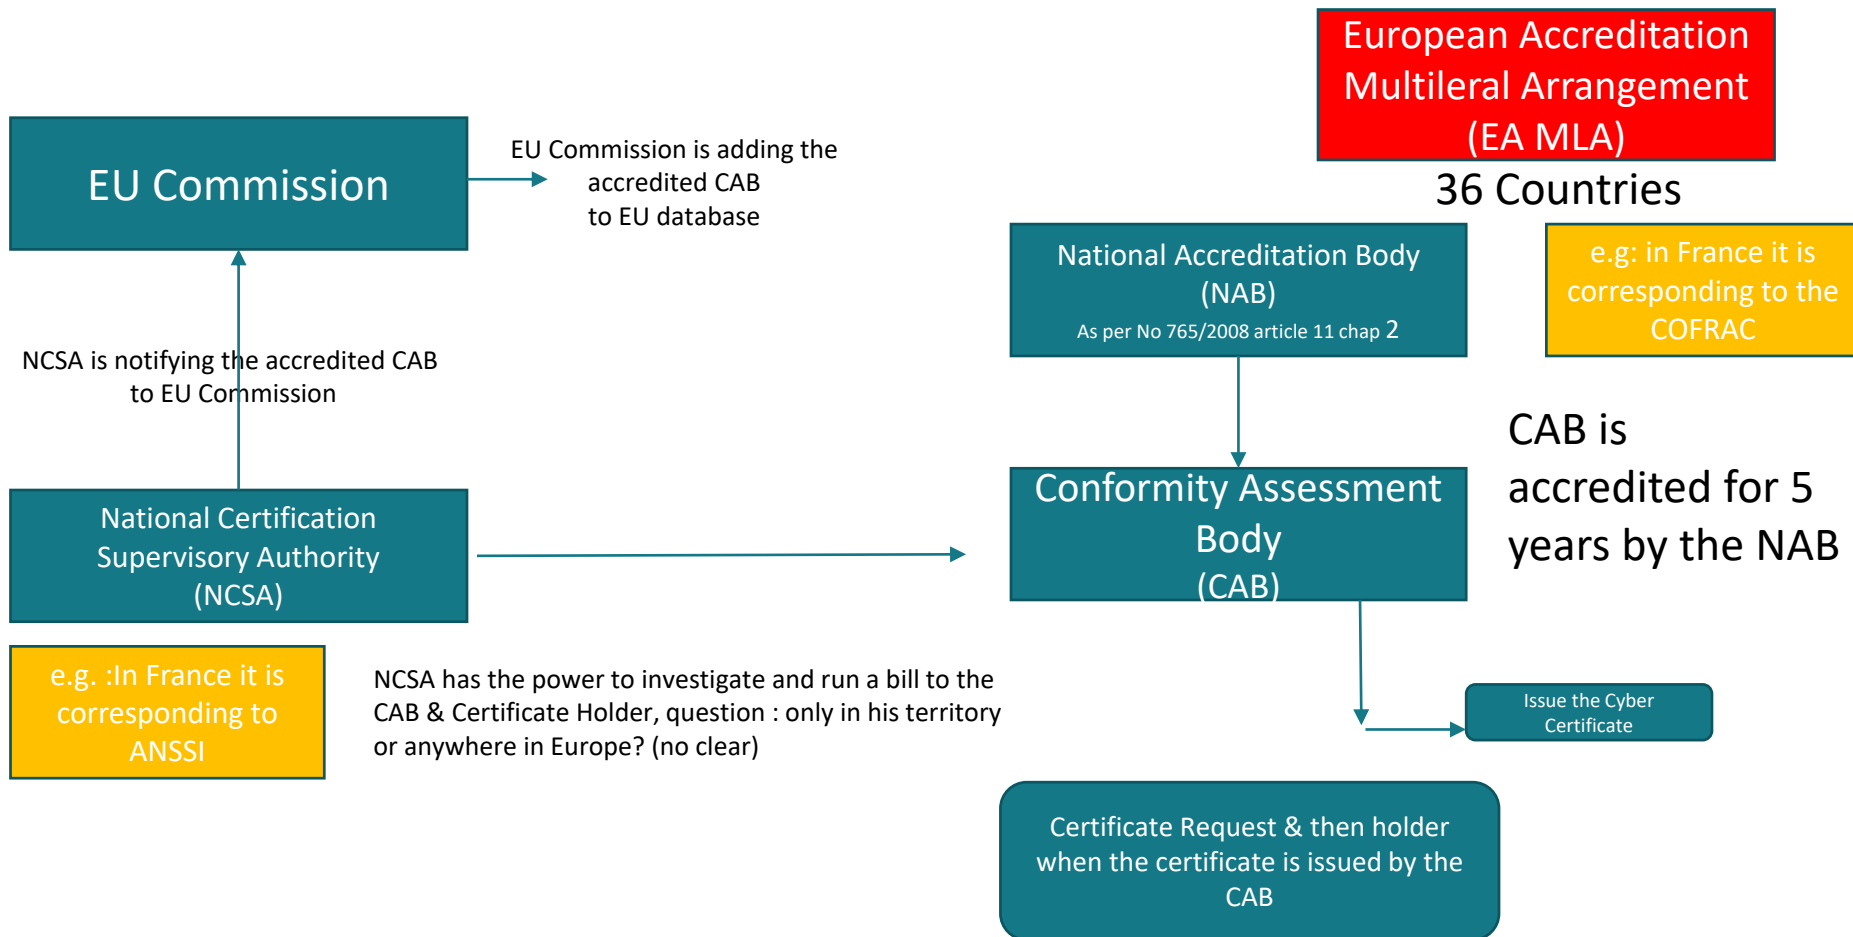 European Accreditation
Multileral Arrangement
(EA MLA)
36 Countries
EU Commission
EU Commission is adding the
accredited CAB
to EU database
National Accreditation Body
(NAB)
As per No 765/2008 article 11 chap 2
e.g: in France it is
corresponding to the
COFRAC
NCSA is notifying the accredited CAB
to EU Commission
CAB is
accredited for 5
years by the NAB
National Certification
Supervisory Authority
(NCSA)
Conformity Assessment
Body
(CAB)
e.g. :In France it is
corresponding to
ANSSI
NCSA has the power to investigate and run a bill to the
CAB & Certificate Holder, question : only in his territory
or anywhere in Europe? (no clear)
Issue the Cyber
Certificate
Certificate Request & then holder
when the certificate is issued by the
CAB